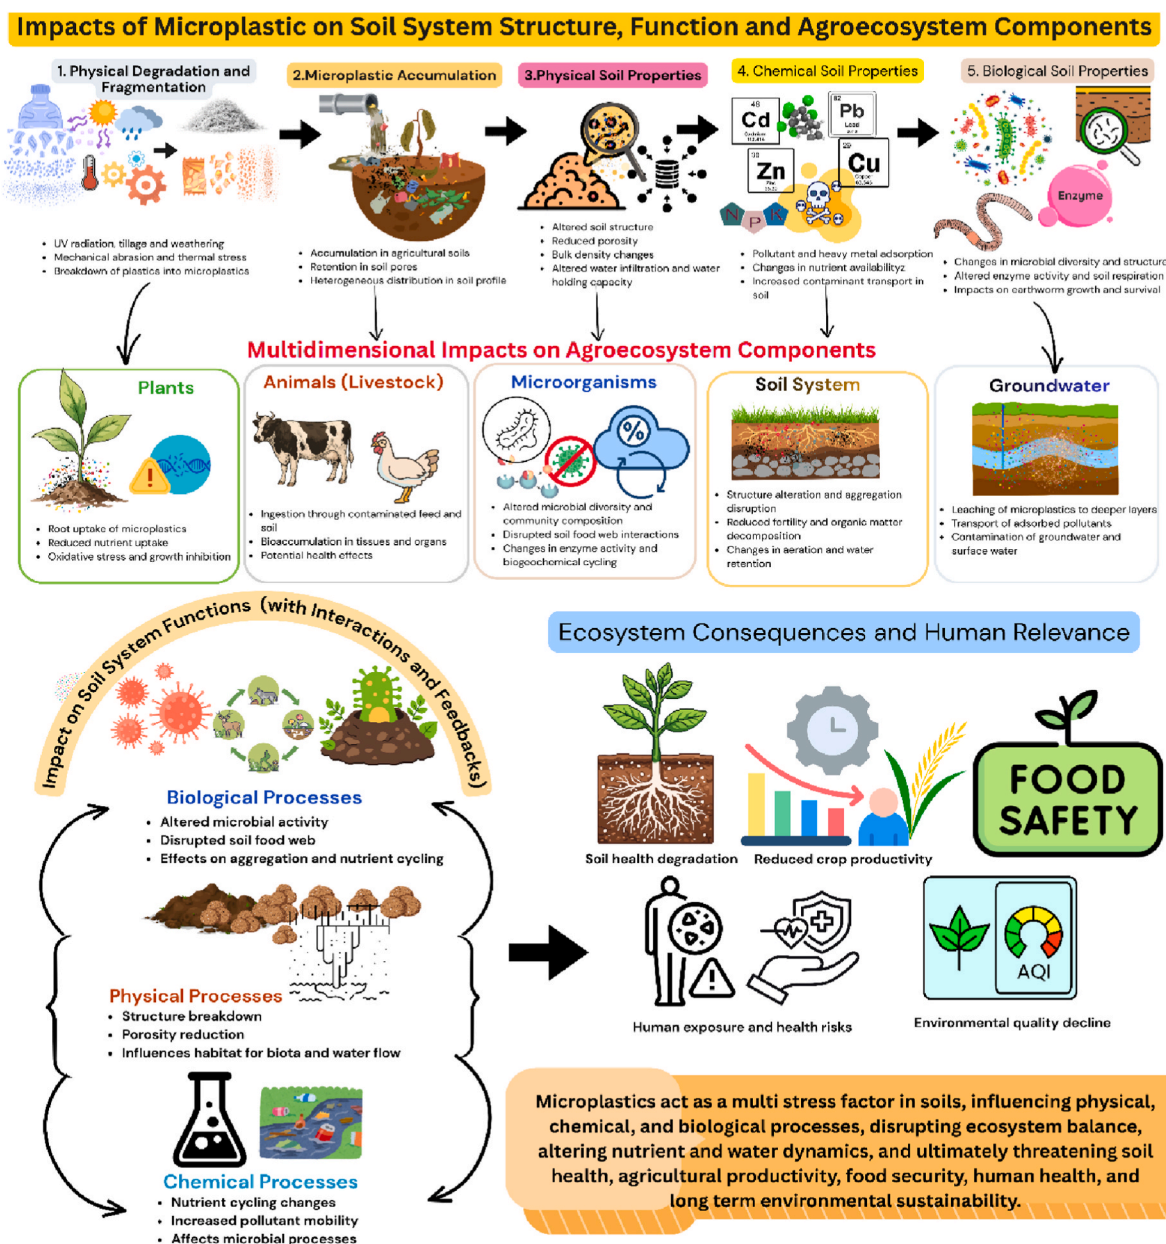 Impacts of Microplastic on Soil System Structure, Function and Agroecosystem Components
1. Physical Degradation and
Fragmentation
• UV radiation, tillage and weathering
• Mechanical abrasion and thermal stress
• Breakdown of plastics into microplastics
2.Microplastic Accumulation
• Accumulation in agricultural soils
• Retention in soil pores
• Heterogeneous distribution in soil profile
3.Physical Soil Properties
• Altered soil structure
• Reduced porosity
• Bulk density changes
• Altered water infiltration and water
holding capacity
4. Chemical Soil Properties
48
Cd
Cadmium
82
Pb
Lead
30
Zn
Zinc
29
Cu
Copper
N P K
• Pollutant and heavy metal adsorption
• Changes in nutrient availabilityz
• Increased contaminant transport in
soil
5. Biological Soil Properties
Enzyme
• Changes in microbial diversity and structure
• Altered enzyme activity and soil respiration
• Impacts on earthworm growth and survival
Multidimensional Impacts on Agroecosystem Components
Plants
• Root uptake of microplastics
• Reduced nutrient uptake
• Oxidative stress and growth inhibition
Animals (Livestock)
• Ingestion through contaminated feed and
soil
• Bioaccumulation in tissues and organs
• Potential health effects
Microorganisms
%
• Altered microbial diversity and
community composition
• Disrupted soil food web interactions
• Changes in enzyme activity and
biogeochemical cycling
Soil System
• Structure alteration and aggregation
disruption
• Reduced fertility and organic matter
decomposition
• Changes in aeration and water
retention
Groundwater
• Leaching of microplastics to deeper layers
• Transport of adsorbed pollutants
• Contamination of groundwater and
surface water
Impact on Soil System Functions (with Interactions and Feedbacks)
Biological Processes
• Altered microbial activity
• Disrupted soil food web
• Effects on aggregation and nutrient cycling
Physical Processes
• Structure breakdown
• Porosity reduction
• Influences habitat for biota and water flow
Chemical Processes
• Nutrient cycling changes
• Increased pollutant mobility
• Affects microbial processes
Ecosystem Consequences and Human Relevance
Soil health degradation
Reduced crop productivity
FOOD
SAFETY
Human exposure and health risks
AQI
Environmental quality decline
Microplastics act as a multi stress factor in soils, influencing physical,
chemical, and biological processes, disrupting ecosystem balance,
altering nutrient and water dynamics, and ultimately threatening soil
health, agricultural productivity, food security, human health, and
long term environmental sustainability.